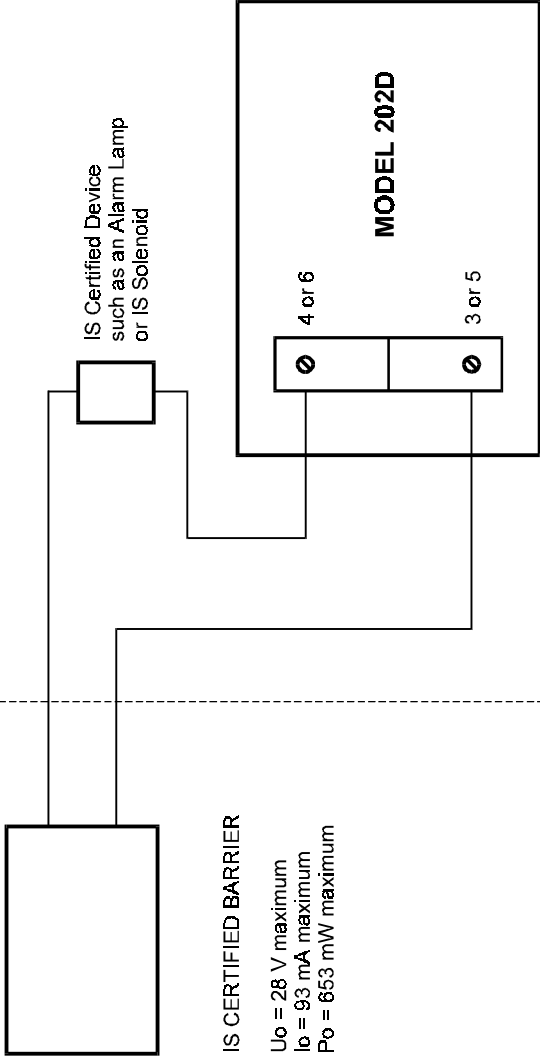 IS Certified Device
such as an Alarm Lamp
or IS Solenoid
MODEL 202D
4 or 6
3 or 5
IS CERTIFIED BARRIER
Uo = 28 V maximum
Io = 93 mA maximum
Po = 653 mW maximum